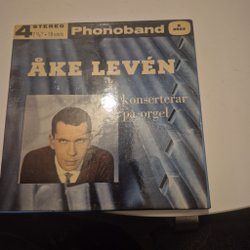 4 STEREO
Phonoband
ÅKE LEVÉN
konserterar
på orgel